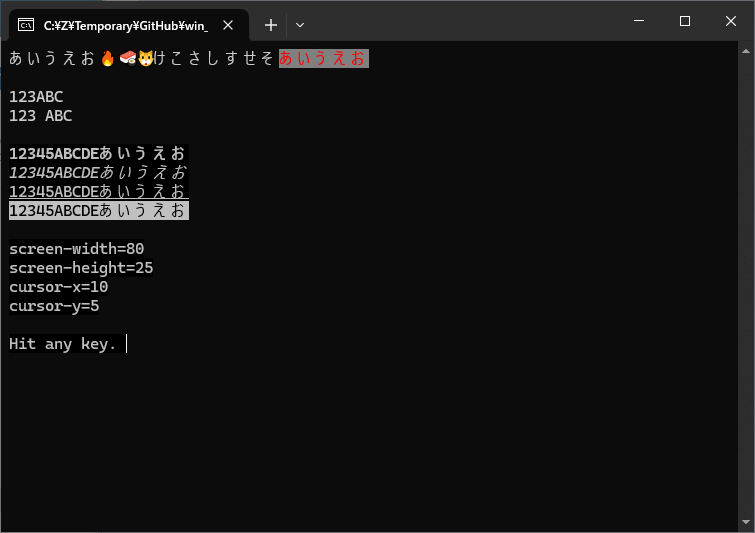 C:¥Z¥Temporary¥GitHub¥win_
あいうえお🔥🍣🐯けこさしすせそあいうえお
123ABC
123 ABC
12345ABCDEあいうえお
12345ABCDEあいうえお
12345ABCDEあいうえお
12345ABCDEあいうえお
screen-width=80
screen-height=25
cursor-x=10
cursor-y=5
Hit any key.